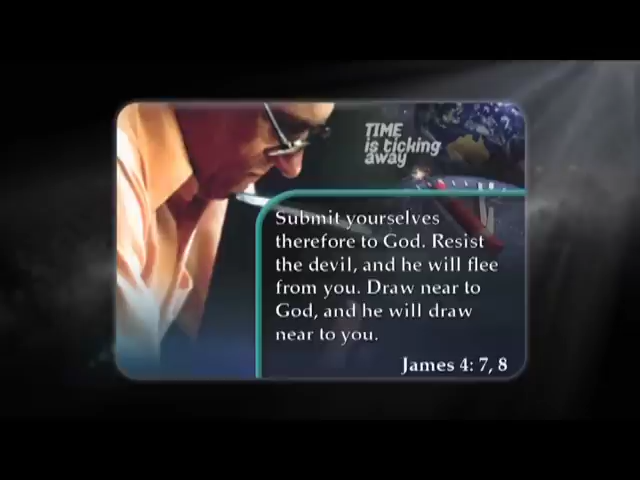 TIME
is ticking
away
Submit yourselves
therefore to God. Resist
the devil, and he will flee
from you. Draw near to
God, and he will draw
near to you.
James 4: 7, 8